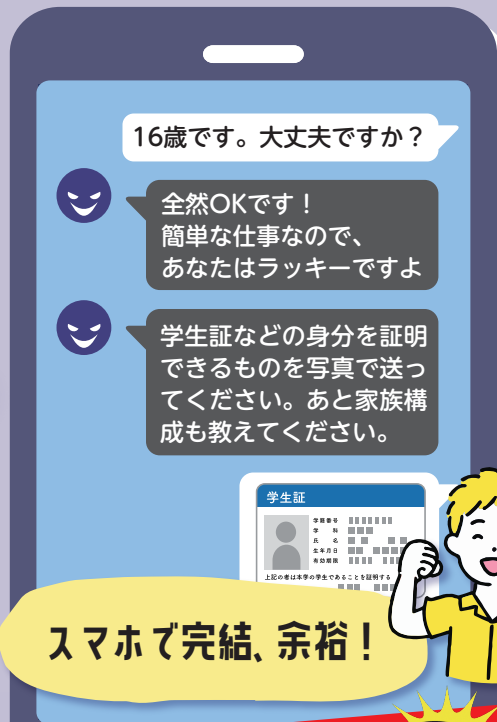 16歳です。大丈夫ですか？
全然OKです！
簡単な仕事なので、
あなたはラッキーですよ
学生証などの身分を証明
できるものを写真で送っ
てください。あと家族構
成も教えてください。
学生証
学籍番号
学 科
氏 名
生年月日
有効期限
上記の者は本学の学生であることを証明する
スマホで完結、余裕！